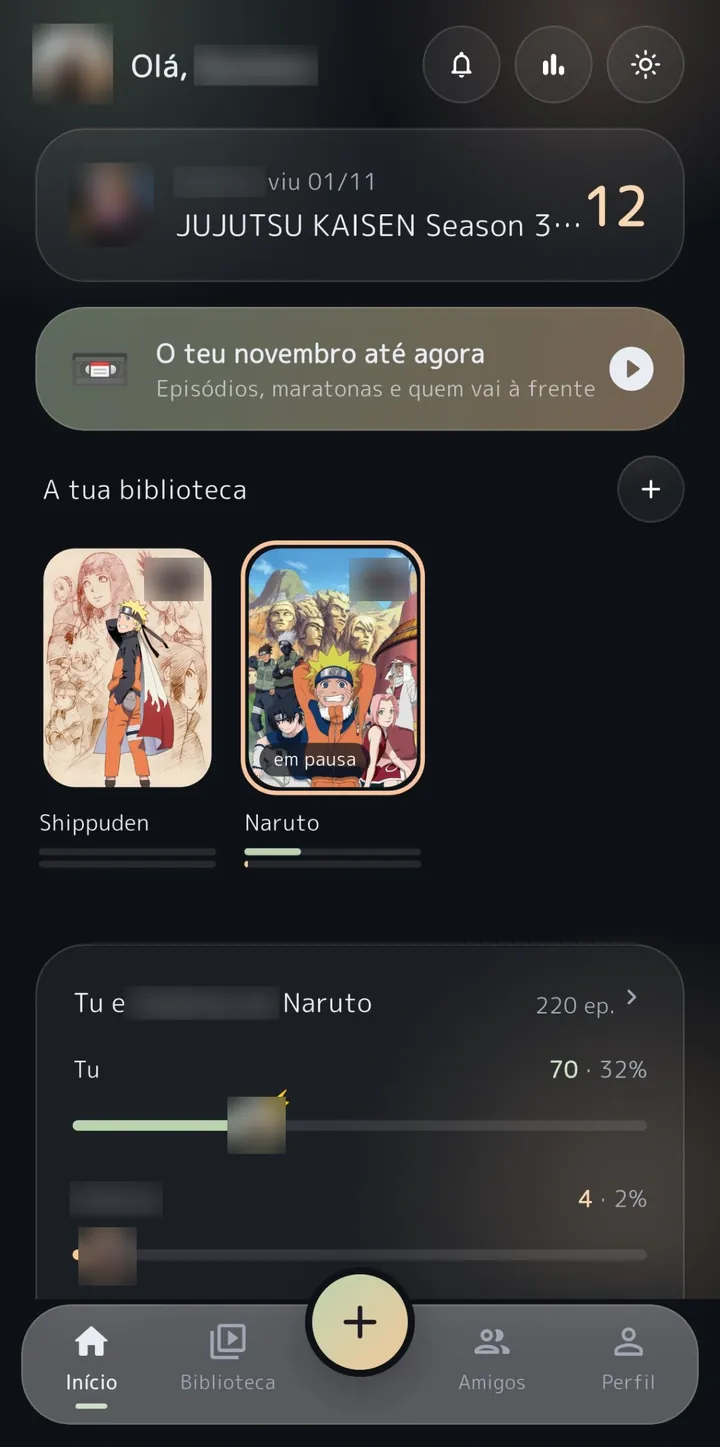 Olá,
viu 01/11
JUJUTSU KAISEN Season 3… 12
O teu novembro até agora
Episódios, maratonas e quem vai à frente
A tua biblioteca
em pausa
Shippuden
Naruto
Tu e
Naruto
220 ep.
Tu
70 · 32%
4 · 2%
Início
Biblioteca
Amigos
Perfil